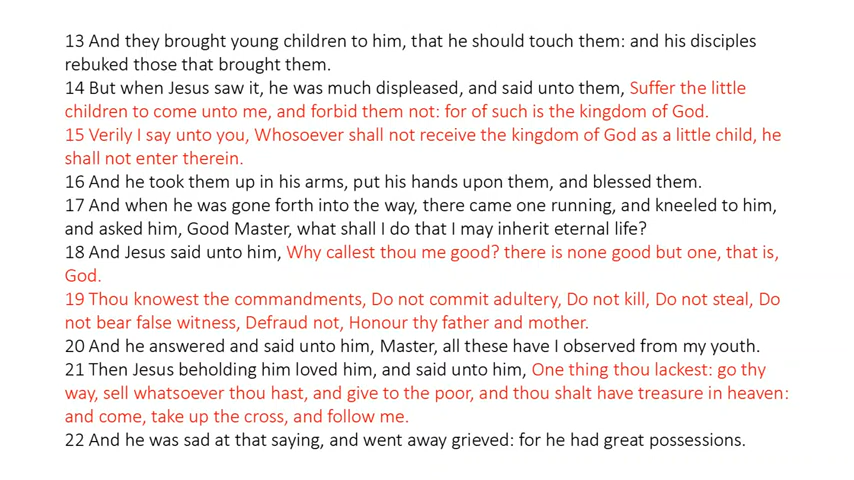 13 And they brought young children to him, that he should touch them: and his disciples
rebuked those that brought them.
14 But when Jesus saw it, he was much displeased, and said unto them, Suffer the little
children to come unto me, and forbid them not: for of such is the kingdom of God.
15 Verily I say unto you, Whosoever shall not receive the kingdom of God as a little child, he
shall not enter therein.
16 And he took them up in his arms, put his hands upon them, and blessed them.
17 And when he was gone forth into the way, there came one running, and kneeled to him,
and asked him, Good Master, what shall I do that I may inherit eternal life?
18 And Jesus said unto him, Why callest thou me good? there is none good but one, that is,
God.
19 Thou knowest the commandments, Do not commit adultery, Do not kill, Do not steal, Do
not bear false witness, Defraud not, Honour thy father and mother.
20 And he answered and said unto him, Master, all these have I observed from my youth.
21 Then Jesus beholding him loved him, and said unto him, One thing thou lackest: go thy
way, sell whatsoever thou hast, and give to the poor, and thou shalt have treasure in heaven:
and come, take up the cross, and follow me.
22 And he was sad at that saying, and went away grieved: for he had great possessions.